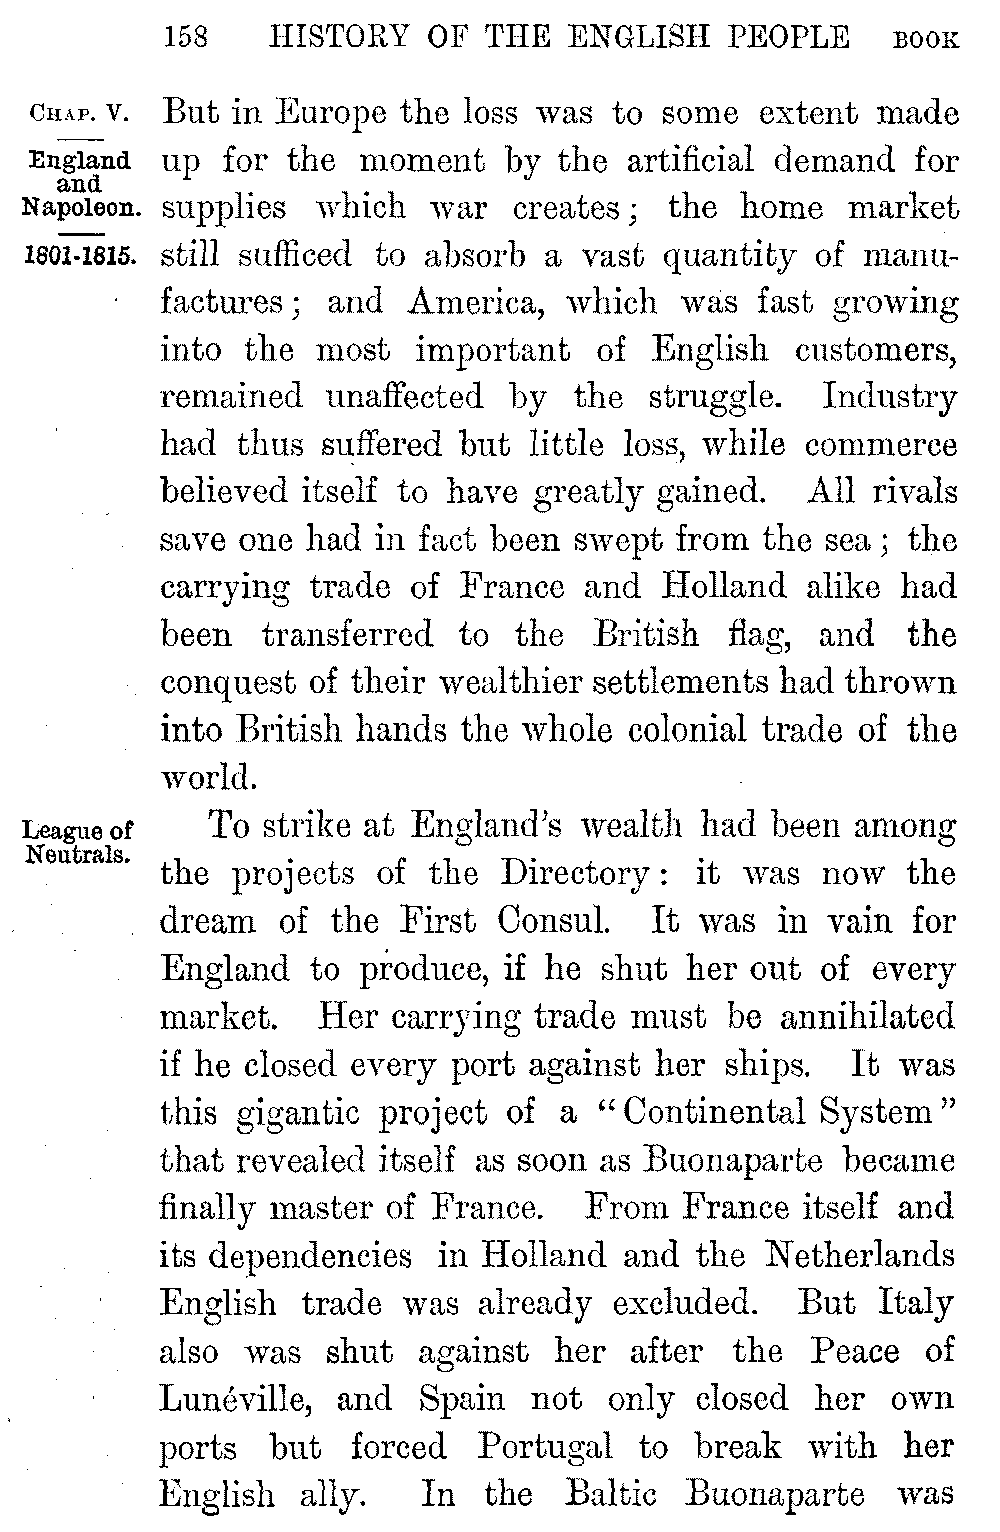 158 HISTORY OF THE ENGLISH PEOPLE BOOK
CHAP. V.
England
and
Napoleon.
1801-1815.
But in Europe the loss was to some extent made
up for the moment by the artificial demand for
supplies which war creates; the home market
still sufficed to absorb a vast quantity of manu-
factures; and America, which was fast growing
into the most important of English customers,
remained unaffected by the struggle. Industry
had thus suffered but little loss, while commerce
believed itself to have greatly gained. All rivals
save one had in fact been swept from the sea; the
carrying trade of France and Holland alike had
been transferred to the British flag, and the
conquest of their wealthier settlements had thrown
into British hands the whole colonial trade of the
world.
League of
Neutrals.
To strike at England's wealth had been among
the projects of the Directory: it was now the
dream of the First Consul. It was in vain for
England to produce, if he shut her out of every
market. Her carrying trade must be annihilated
if he closed every port against her ships. It was
this gigantic project of a "Continental System"
that revealed itself as soon as Buonaparte became
finally master of France. From France itself and
its dependencies in Holland and the Netherlands
English trade was already excluded. But Italy
also was shut against her after the Peace of
Lunéville, and Spain not only closed her own
ports but forced Portugal to break with her
English ally. In the Baltic Buonaparte was